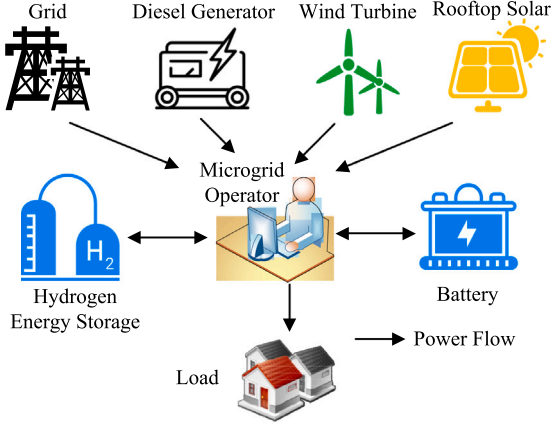 Grid
Diesel Generator
Wind Turbine
Rooftop Solar
Microgrid
Operator
H2
Hydrogen
Energy Storage
Battery
Load
Power Flow